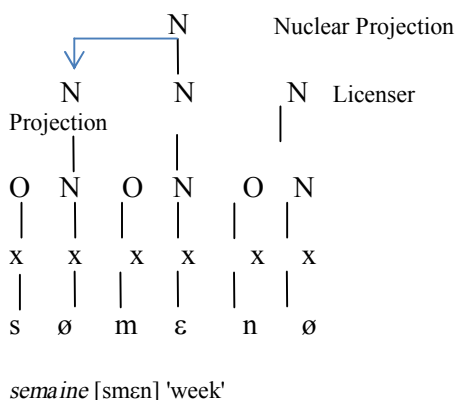 N Nuclear Projection
N N N Licenser
Projection
O N O N O N
x x x x x x
s ø m ɛ n ø
semaine [smɛn] 'week'